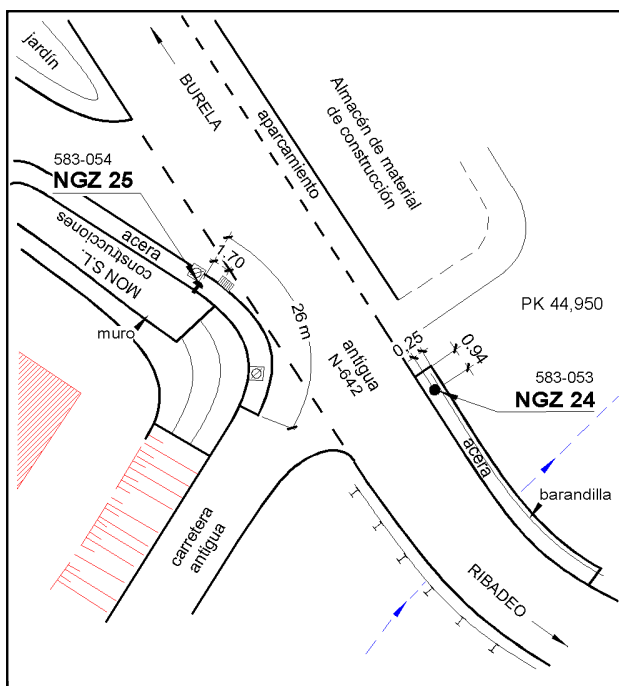 jardín
BURELA
aparcamiento
Almacén de material
de construcción
583-054
NGZ 25
acera
construcciones
MON S.L.
muro
1.70
26 m
antigua
N-642
PK 44,950
0.25
0.94
583-053
NGZ 24
acera
barandilla
carretera
antigua
RIBADEO